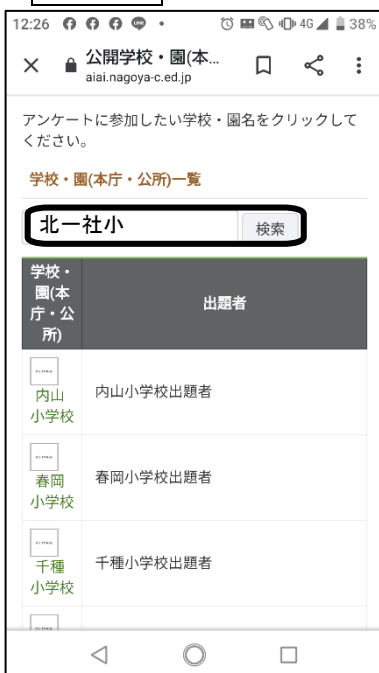 12:26 4G 38%
公開学校・園(本...
aiai.nagoya-c.ed.jp
アンケートに参加したい学校・園名をクリックして
ください。
学校・園(本庁・公所)一覧
北一社小 検索
学校・
園(本
庁・公
所)
出題者
内山
小学校
内山小学校出題者
春岡
小学校
春岡小学校出題者
千種
小学校
千種小学校出題者